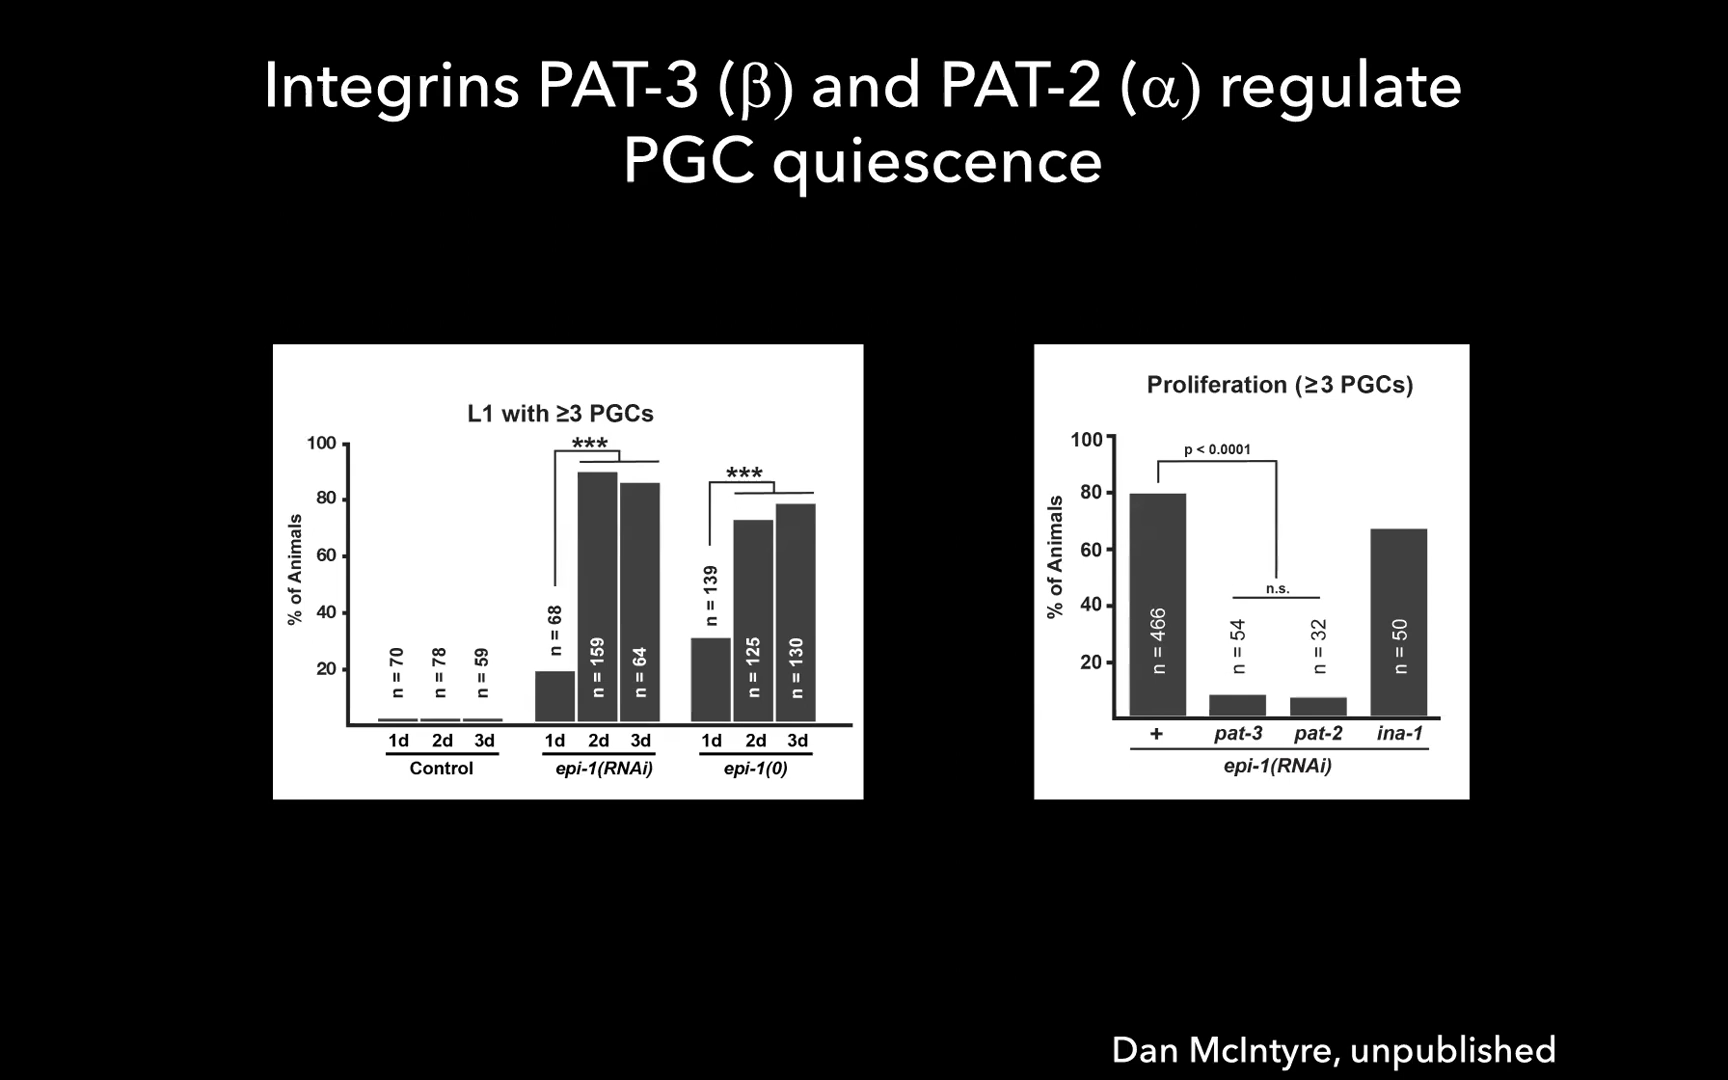 Integrins PAT-3 (β) and PAT-2 (α) regulate
PGC quiescence
L1 with ≥3 PGCs
% of Animals
100
80
60
40
20
***
***
n = 70
n = 78
n = 59
n = 68
n = 159
n = 64
n = 139
n = 125
n = 130
1d 2d 3d 1d 2d 3d 1d 2d 3d
Control epi-1(RNAi) epi-1(0)
Proliferation (≥3 PGCs)
% of Animals
100
80
60
40
20
p < 0.0001
n.s.
n = 466
n = 54
n = 32
n = 50
+ pat-3 pat-2 ina-1
epi-1(RNAi)
Dan McIntyre, unpublished